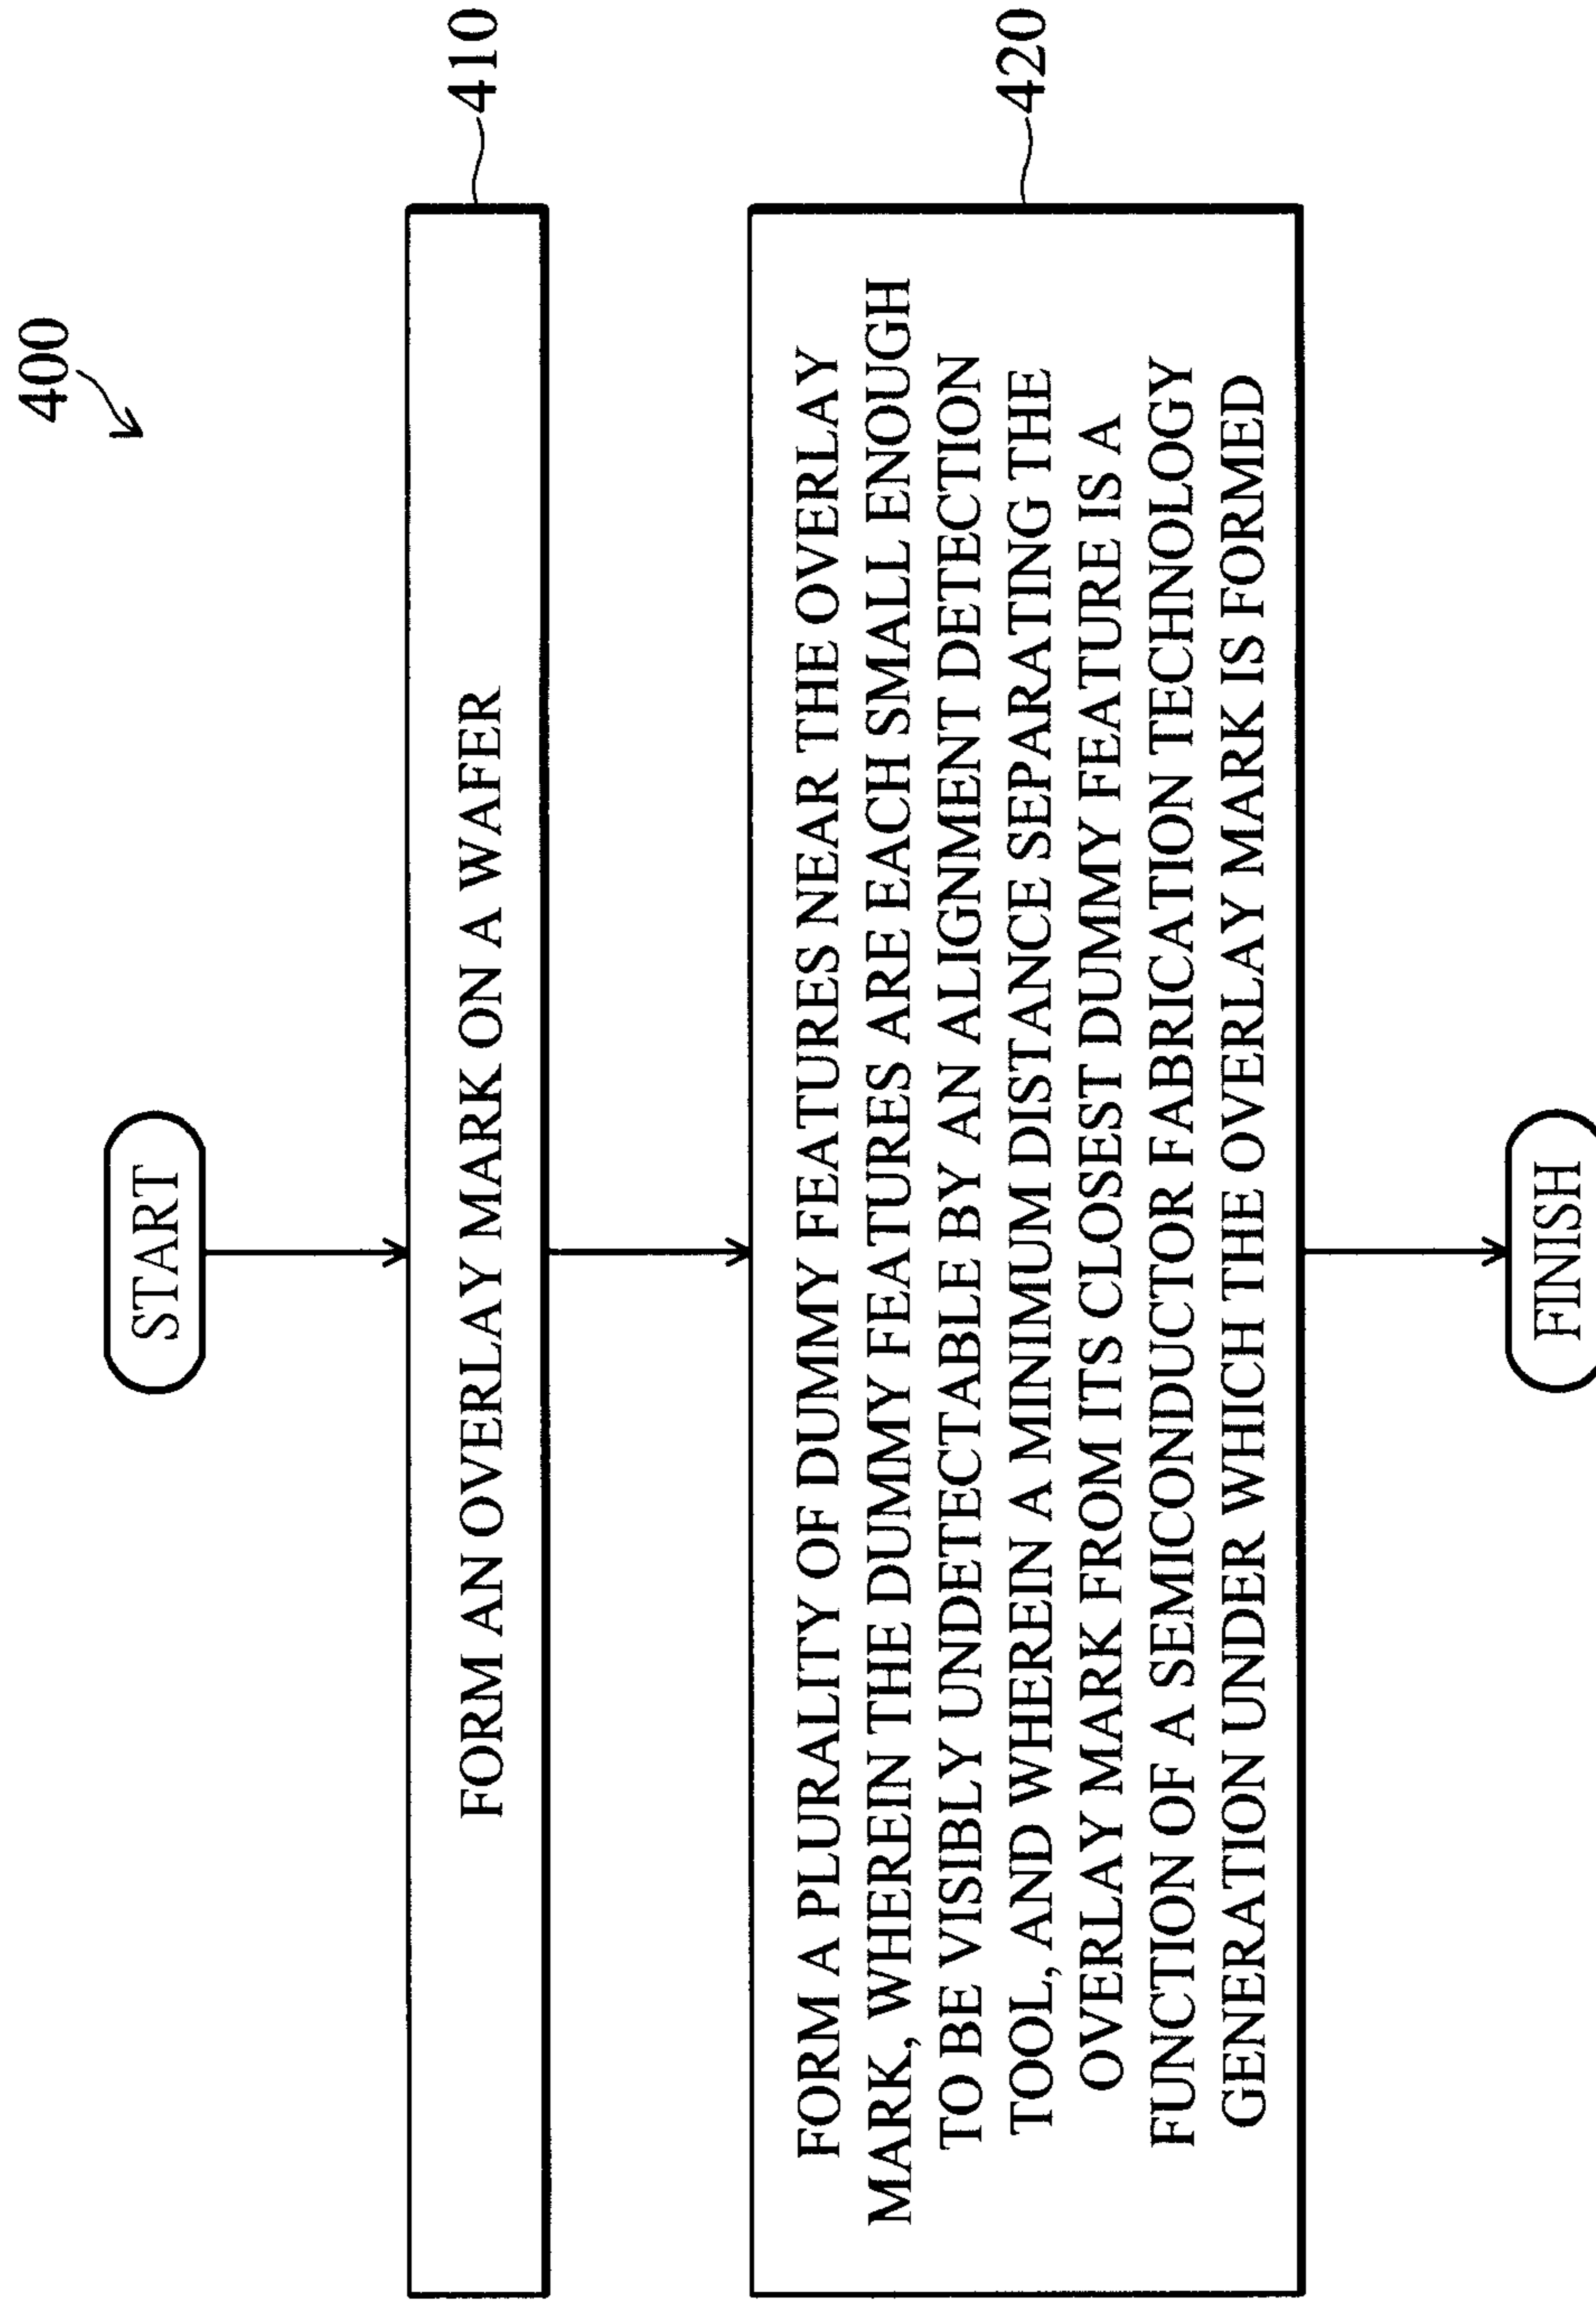 400
START
FORM AN OVERLAY MARK ON A WAFER
410
FORM A PLURALITY OF DUMMY FEATURES NEAR THE OVERLAY
MARK, WHEREIN THE DUMMY FEATURES ARE EACH SMALL ENOUGH
TO BE VISIBLY UNDETECTABLE BY AN ALIGNMENT DETECTION
TOOL, AND WHEREIN A MINIMUM DISTANCE SEPARATING THE
OVERLAY MARK FROM ITS CLOSEST DUMMY FEATURE IS A
FUNCTION OF A SEMICONDUCTOR FABRICATION TECHNOLOGY
GENERATION UNDER WHICH THE OVERLAY MARK IS FORMED
420
FINISH